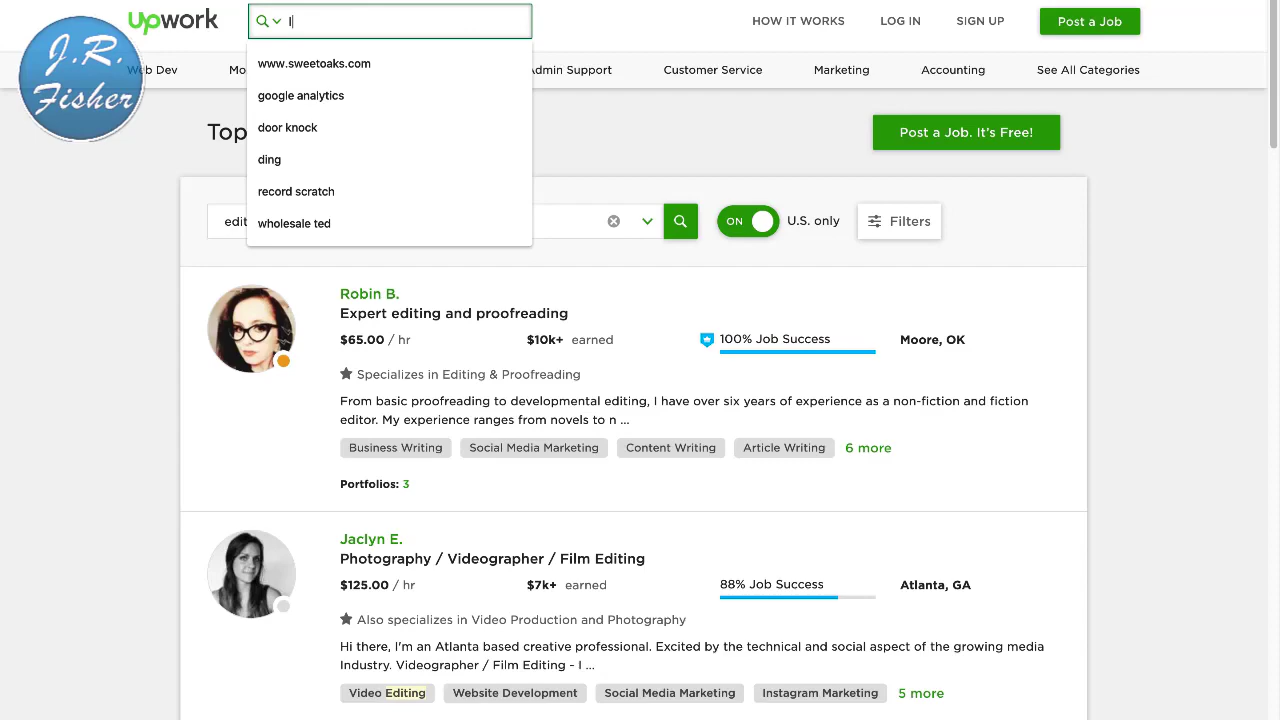 upwork
l
HOW IT WORKS
LOG IN
SIGN UP
Post a Job
J.R.
Fisher
Web Dev
Mo
Admin Support
Customer Service
Marketing
Accounting
See All Categories
www.sweetoaks.com
google analytics
door knock
ding
record scratch
wholesale ted
Top
Post a Job. It's Free!
edit
ON
U.S. only
Filters
Robin B.
Expert editing and proofreading
$65.00 / hr
$10k+ earned
100% Job Success
Moore, OK
Specializes in Editing & Proofreading
From basic proofreading to developmental editing, I have over six years of experience as a non-fiction and fiction
editor. My experience ranges from novels to n ...
Business Writing
Social Media Marketing
Content Writing
Article Writing
6 more
Portfolios: 3
Jaclyn E.
Photography / Videographer / Film Editing
$125.00 / hr
$7k+ earned
88% Job Success
Atlanta, GA
Also specializes in Video Production and Photography
Hi there, I'm an Atlanta based creative professional. Excited by the technical and social aspect of the growing media
Industry. Videographer / Film Editing - I ...
Video Editing
Website Development
Social Media Marketing
Instagram Marketing
5 more